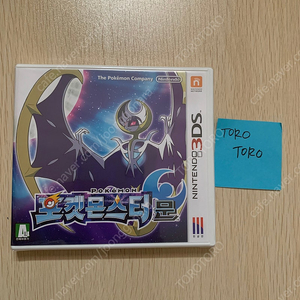 The Pokémon Company
Nintendo
NINTENDO 3DS
POKÉMON
포켓몬스터 문
TORO
TORO